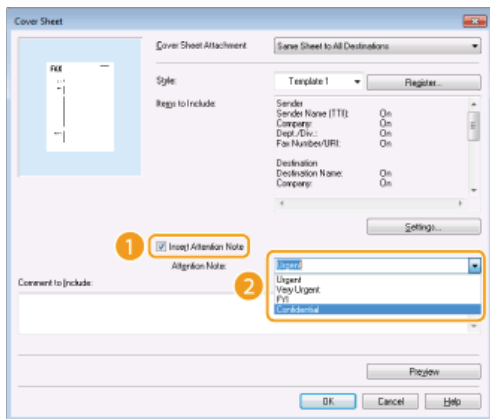 Cover Sheet
Cover Sheet Attachment
Same Sheet to All Destinations
FAX
Style:
Template 1
Register...
Items to Include:
Sender
Sender Name (TTI): On
Company: On
Dept./Div.: On
Fax Number/URI: On
Destination
Destination Name: On
Company: On
Settings...
1
Insert Attention Note
Attention Note:
Urgent
2
Urgent
Very Urgent
FYI
Confidential
Comment to Include:
Preview
OK Cancel Help